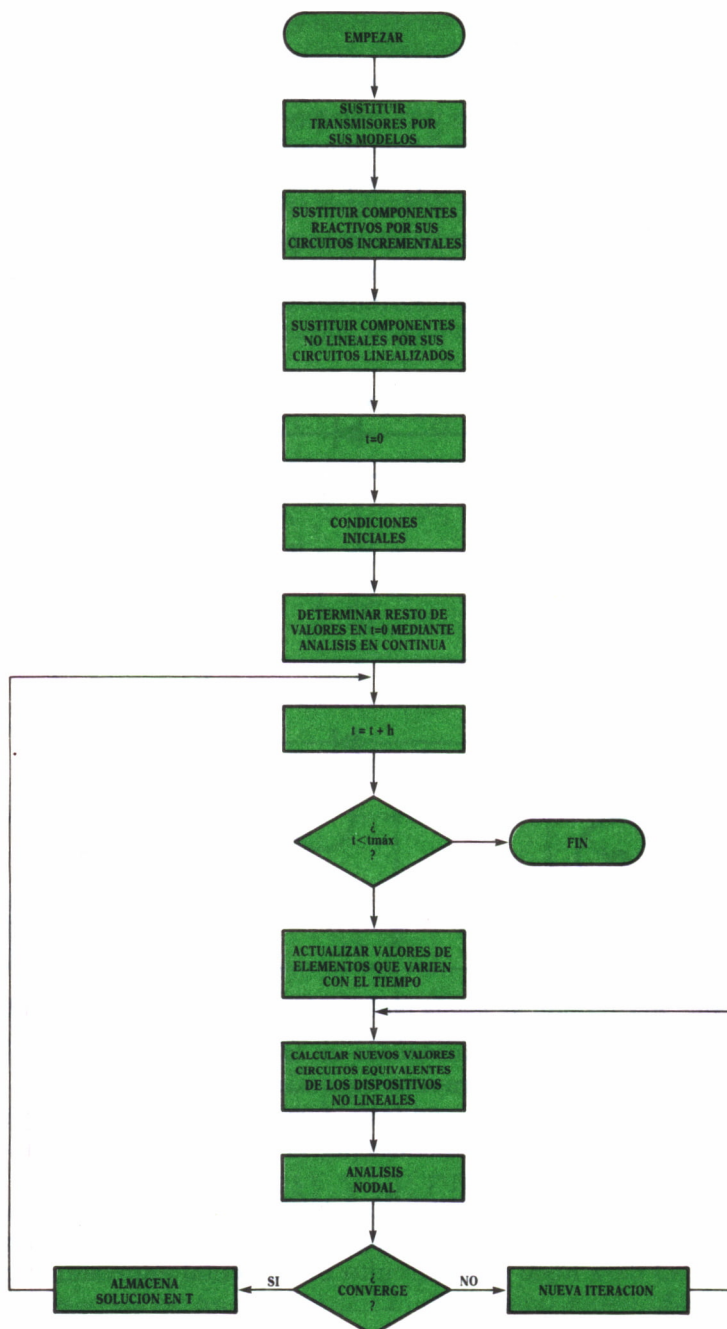 EMPEZAR
SUSTITUIR
TRANSMISORES POR
SUS MODELOS
SUSTITUIR COMPONENTES
REACTIVOS POR SUS
CIRCUITOS INCREMENTALES
SUSTITUIR COMPONENTES
NO LINEALES POR SUS
CIRCUITOS LINEALIZADOS
t=0
CONDICIONES
INICIALES
DETERMINAR RESTO DE
VALORES EN t=0 MEDIANTE
ANALISIS EN CONTINUA
t = t + h
¿
t<tmáx
?
FIN
ACTUALIZAR VALORES DE
ELEMENTOS QUE VARIEN
CON EL TIEMPO
CALCULAR NUEVOS VALORES
CIRCUITOS EQUIVALENTES
DE LOS DISPOSITIVOS
NO LINEALES
ANALISIS
NODAL
ALMACENA
SOLUCION EN T
SI
¿
CONVERGE
?
NO
NUEVA ITERACION